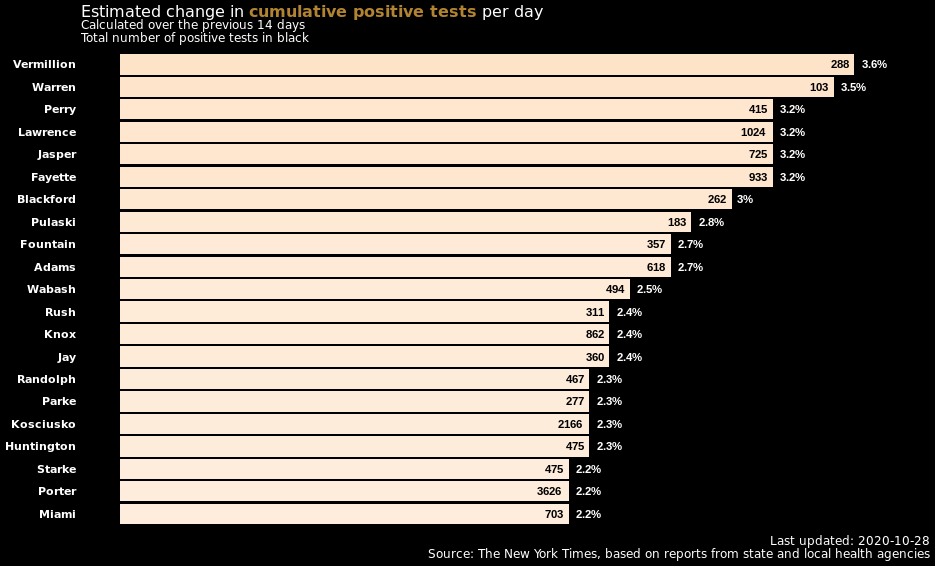 Estimated change in cumulative positive tests per day
Calculated over the previous 14 days
Total number of positive tests in black
Vermillion 288 3.6%
Warren 103 3.5%
Perry 415 3.2%
Lawrence 1024 3.2%
Jasper 725 3.2%
Fayette 933 3.2%
Blackford 262 3%
Pulaski 183 2.8%
Fountain 357 2.7%
Adams 618 2.7%
Wabash 494 2.5%
Rush 311 2.4%
Knox 862 2.4%
Jay 360 2.4%
Randolph 467 2.3%
Parke 277 2.3%
Kosciusko 2166 2.3%
Huntington 475 2.3%
Starke 475 2.2%
Porter 3626 2.2%
Miami 703 2.2%
Last updated: 2020-10-28
Source: The New York Times, based on reports from state and local health agencies